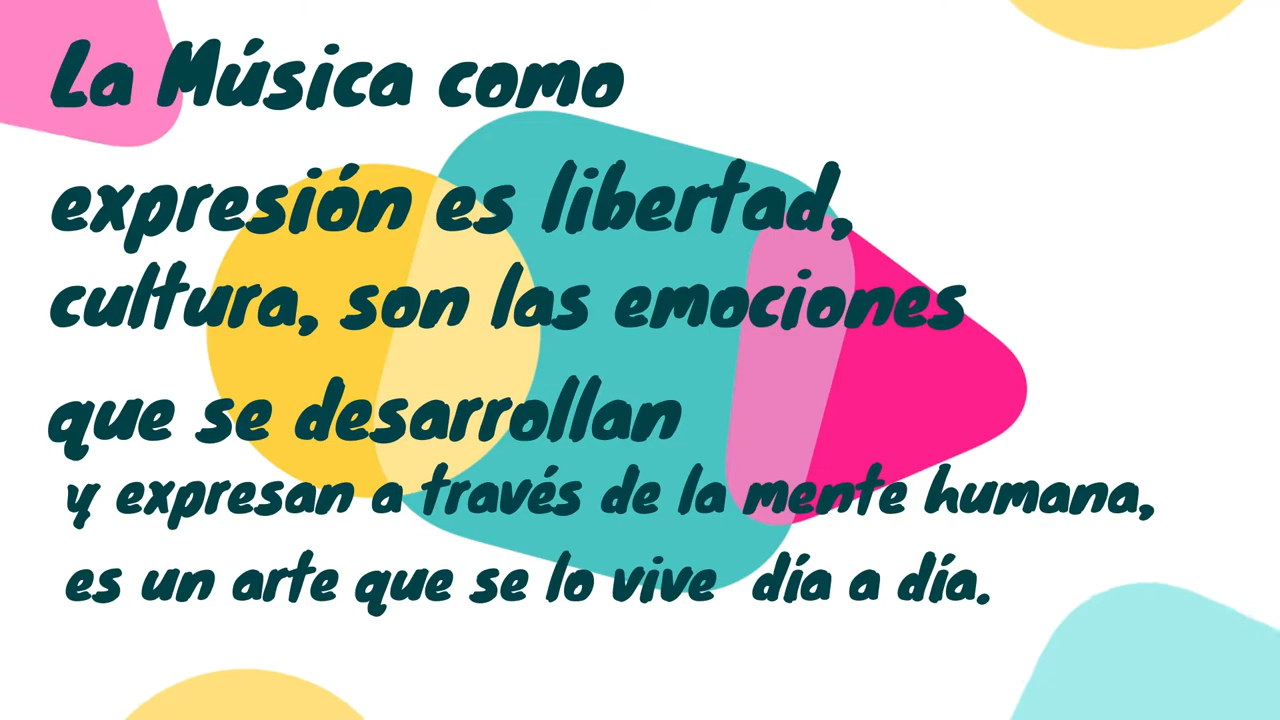 La Música como
expresión es libertad,
cultura, son las emociones
que se desarrollan
y expresan a través de la mente humana,
es un arte que se lo vive día a día.